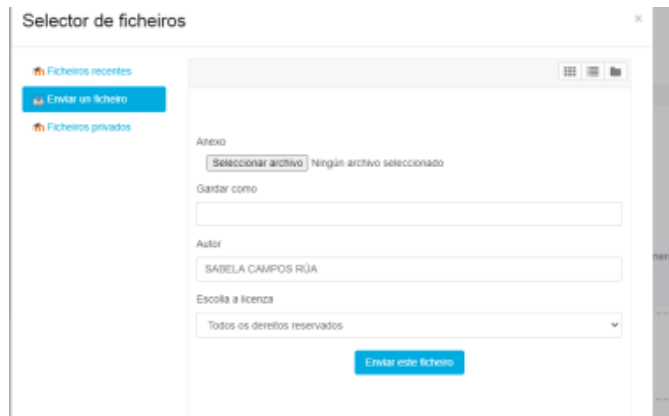 Selector de ficheiros
×
Ficheiros recentes
Enviar un ficheiro
Ficheiros privados
Anexo
Seleccionar archivo Ningún archivo seleccionado
Gardar como
Autor
SABELA CAMPOS RÚA
Escolla a licenza
Todos os dereitos reservados
Enviar este ficheiro